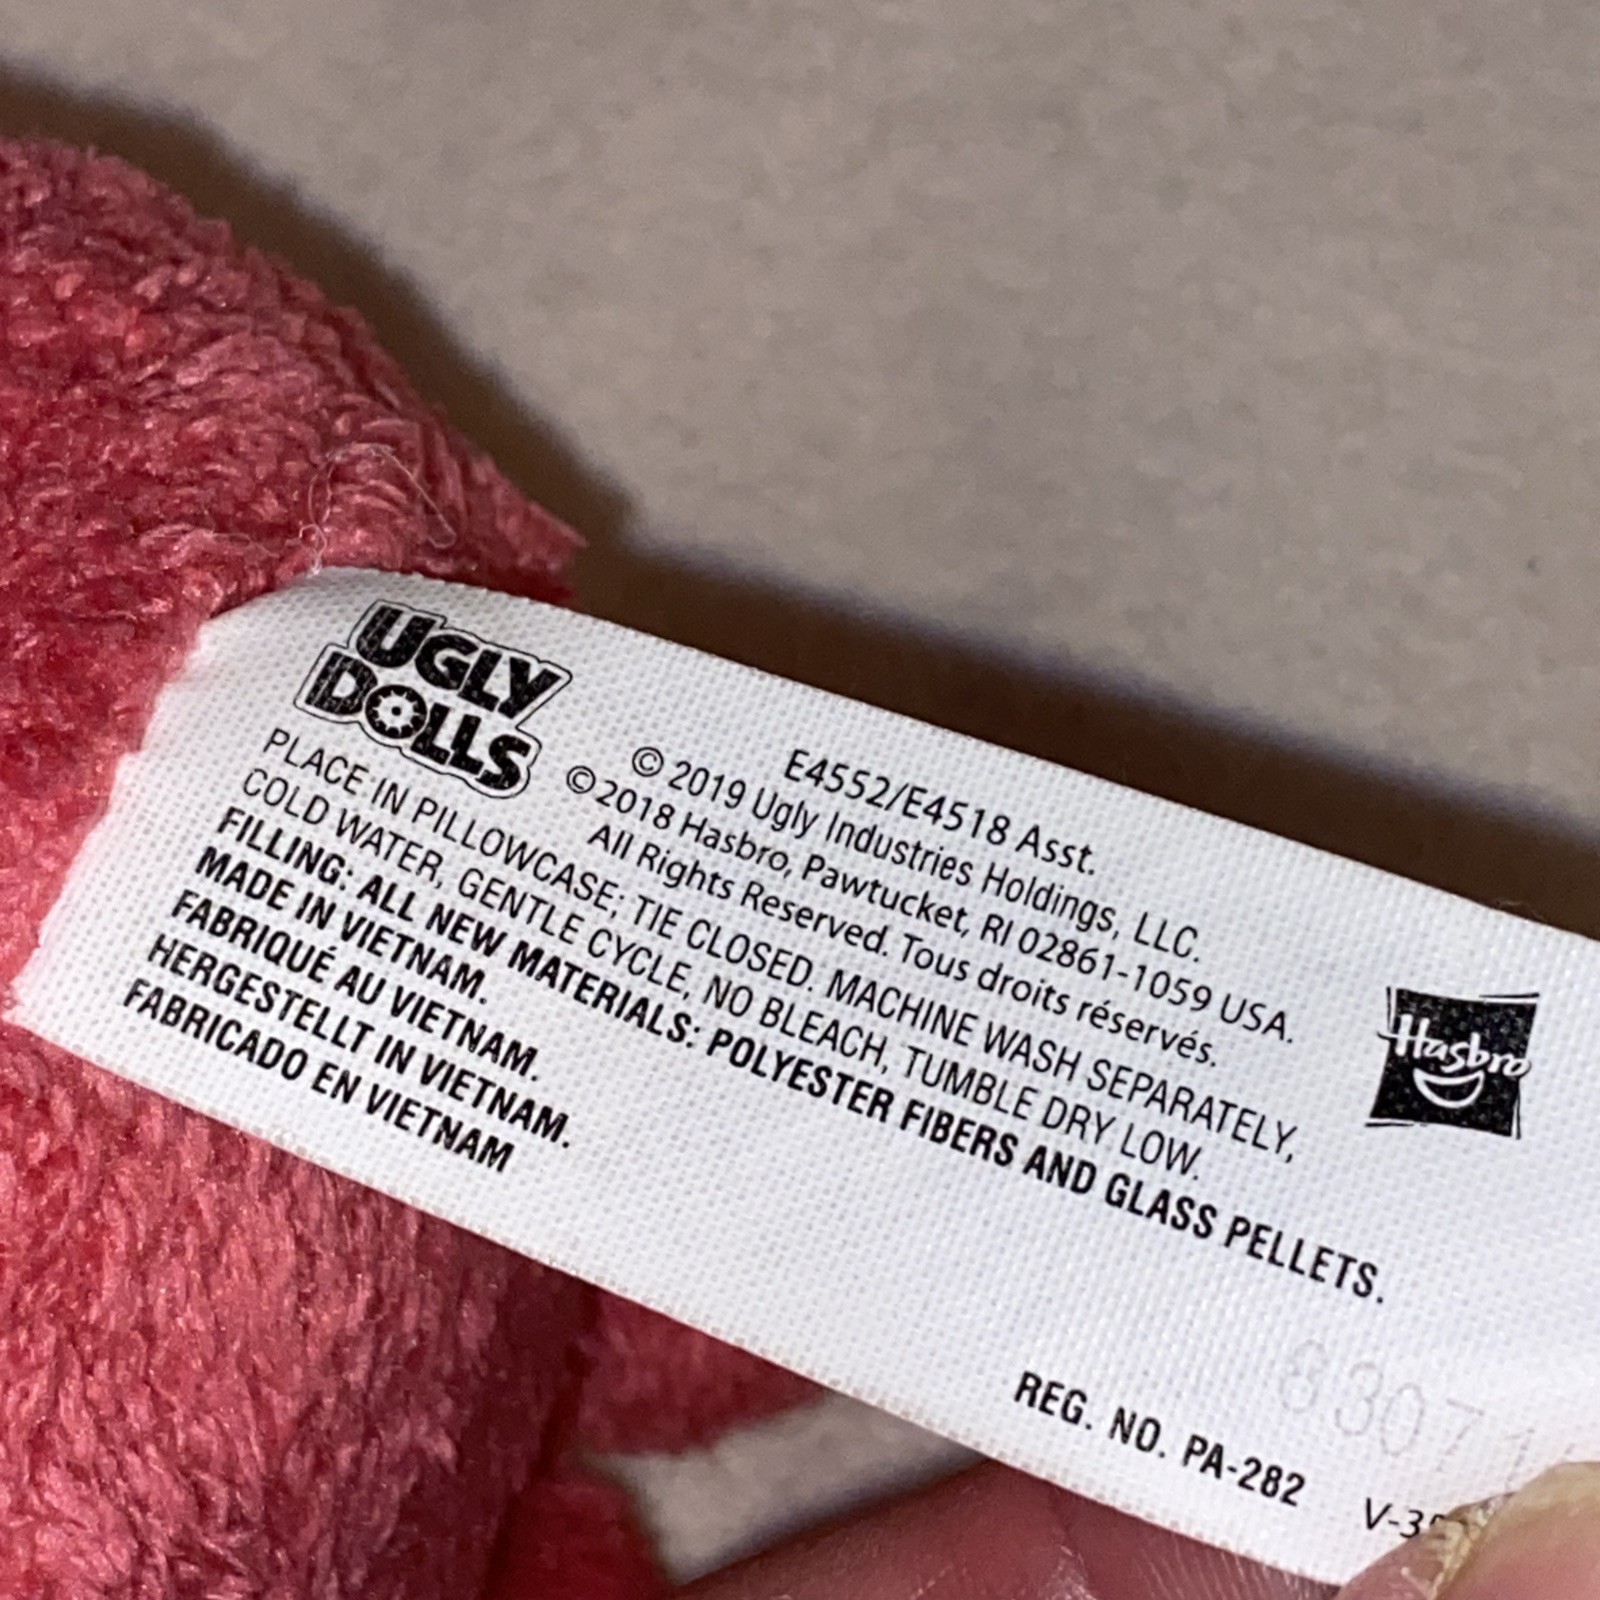 UGLY
DOLLS
E4552/E4518 Asst.
© 2019 Ugly Industries Holdings, LLC.
©2018 Hasbro, Pawtucket, RI 02861-1059 USA.
All Rights Reserved. Tous droits réservés.
PLACE IN PILLOWCASE; TIE CLOSED. MACHINE WASH SEPARATELY,
COLD WATER, GENTLE CYCLE, NO BLEACH, TUMBLE DRY LOW.
FILLING: ALL NEW MATERIALS: POLYESTER FIBERS AND GLASS PELLETS.
MADE IN VIETNAM.
FABRIQUÉ AU VIETNAM.
HERGESTELLT IN VIETNAM.
FABRICADO EN VIETNAM
Hasbro
REG. NO. PA-282